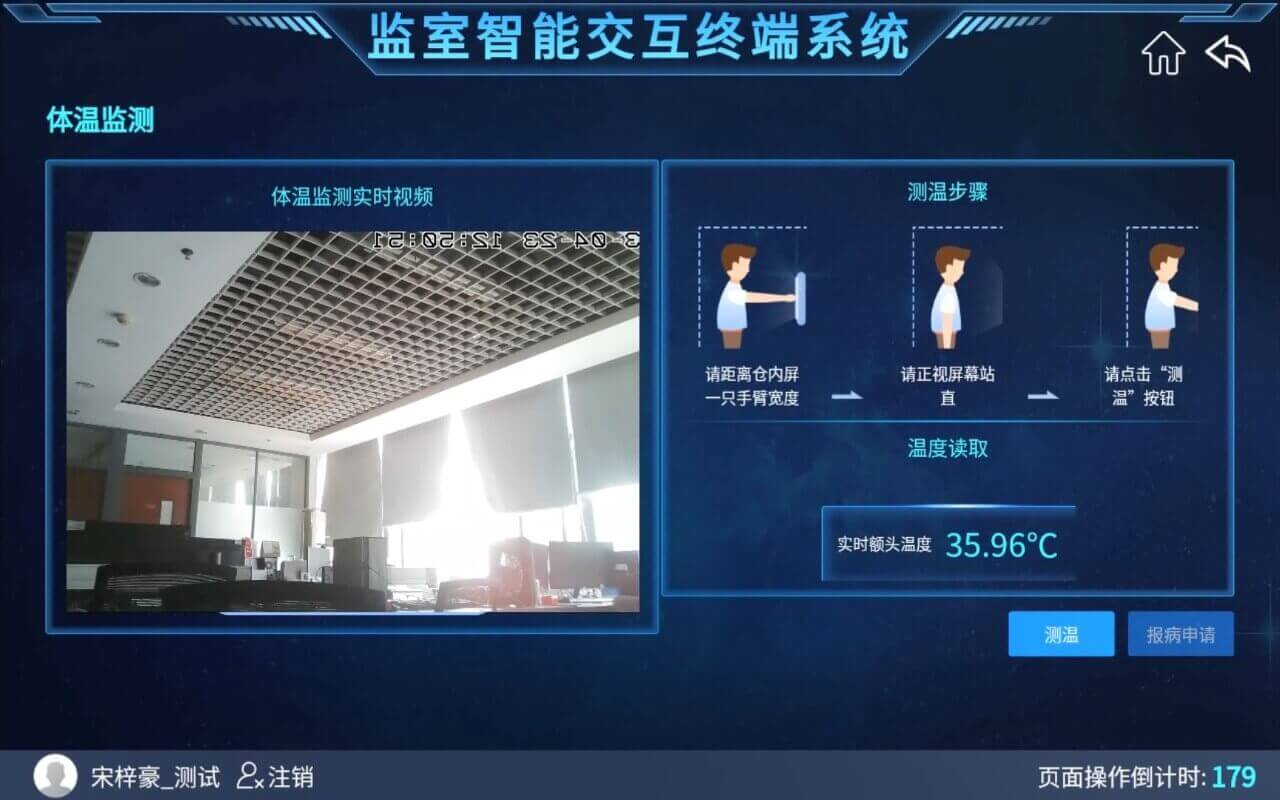 监室智能交互终端系统
体温监测
体温监测实时视频
3-04-23 12:50:51
测温步骤
请距离仓内屏
一只手臂宽度
请正视屏幕站
直
请点击“测
温”按钮
温度读取
实时额头温度 35.96°C
测温
报病申请
宋梓豪_测试
注销
页面操作倒计时: 179